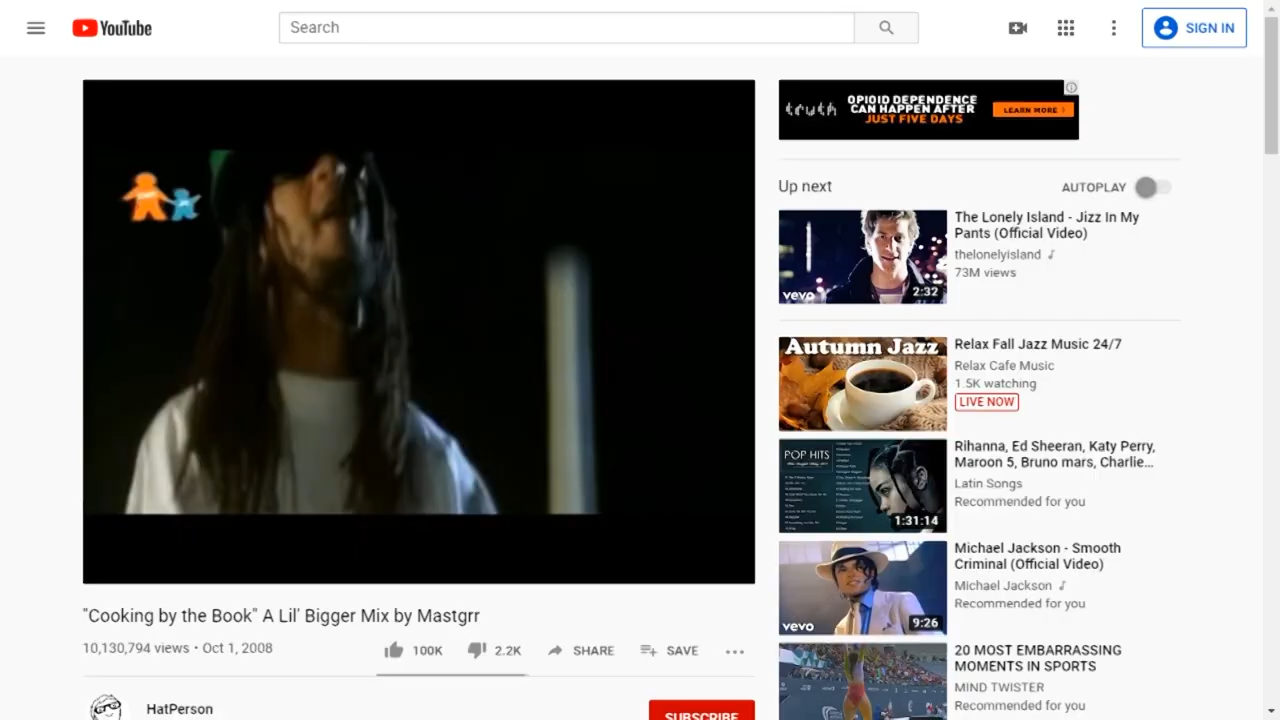 YouTube
Search
SIGN IN
truth
OPIOID DEPENDENCE
CAN HAPPEN AFTER
JUST FIVE DAYS
LEARN MORE
Up next
AUTOPLAY
The Lonely Island - Jizz In My
Pants (Official Video)
thelonelyisland
73M views
vevo
2:32
Autumn Jazz
Relax Fall Jazz Music 24/7
Relax Cafe Music
1.5K watching
LIVE NOW
POP HITS
1:31:14
Rihanna, Ed Sheeran, Katy Perry,
Maroon 5, Bruno mars, Charlie...
Latin Songs
Recommended for you
vevo
9:26
Michael Jackson - Smooth
Criminal (Official Video)
Michael Jackson
Recommended for you
20 MOST EMBARRASSING
MOMENTS IN SPORTS
MIND TWISTER
Recommended for you
"Cooking by the Book" A Lil' Bigger Mix by Mastgrr
10,130,794 views • Oct 1, 2008
100K
2.2K
SHARE
SAVE
HatPerson
SUBSCRIBE